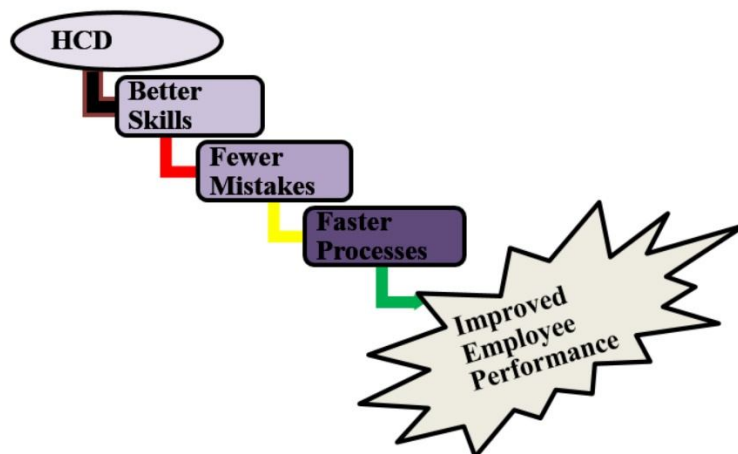 HCD
Better
Skills
Fewer
Mistakes
Faster
Processes
Improved
Employee
Performance